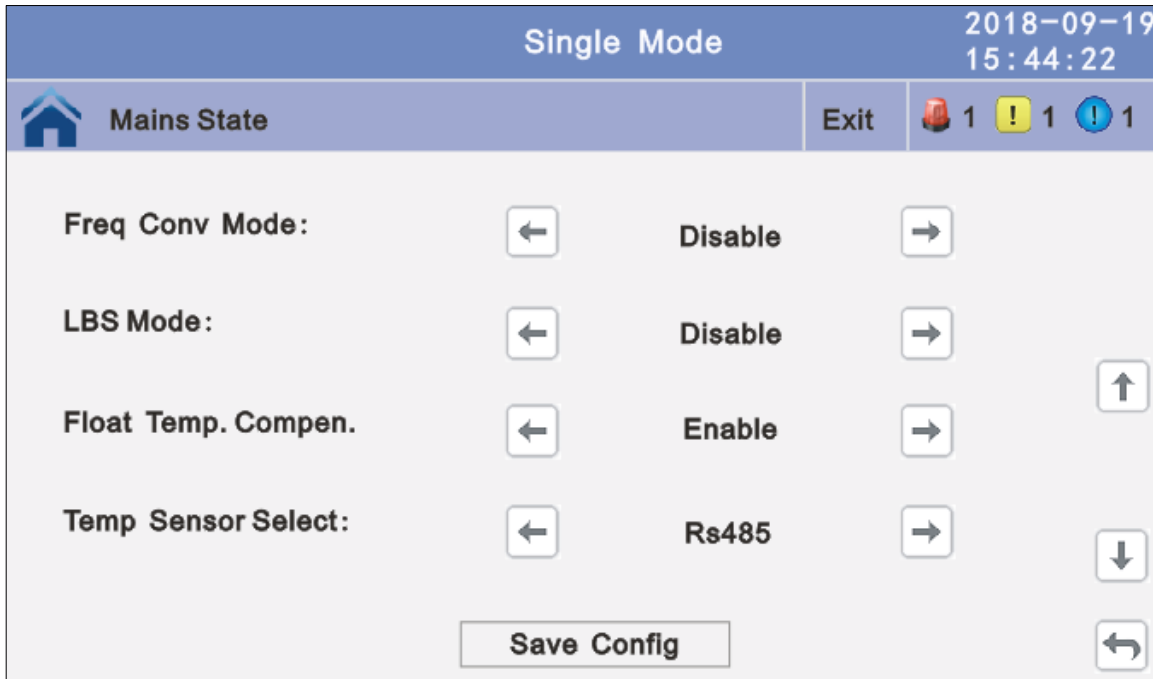 Single Mode
2018-09-19
15:44:22
Mains State
Exit
1
! 1
! 1
Freq Conv Mode:
Disable
LBS Mode:
Disable
Float Temp. Compen.
Enable
Temp Sensor Select:
Rs485
Save Config